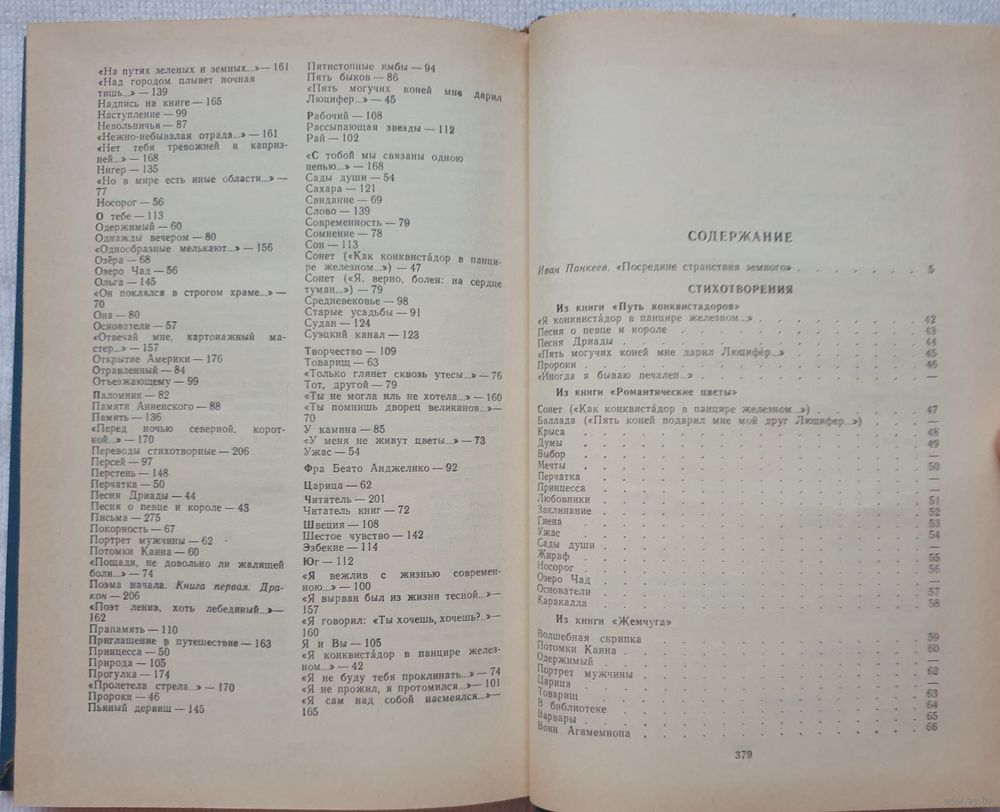 «На путях зеленых и земных...»— 161
«Над городом плывет ночная
тишь...» — 139
Надпись на книге — 165
Наступление — 99
Невольничья — 87
«Нежно-небывалая отрада...» — 161
«Нет тебя тревожней и каприз-
ней...» — 168
Нигер — 135
«Но в мире есть иные области...» —
77
Носорог — 56
О тебе — 113
Одержимый — 60
Однажды вечером — 80
«Однообразные мелькают...» — 156
Озёра — 68
Озеро Чад — 56
Ольга — 145
«Он поклялся в строгом храме...» —
70
Она — 80
Основатели — 57
«Отвечай мне, картонажный ма-
стер...» — 157
Открытие Америки — 176
Отравленный — 84
Отъезжающему — 99
Паломник — 82
Памяти Анненского — 88
Память — 136
«Перед ночью северной, корот-
кой...» — 170
Переводы стихотворные — 206
Персей — 97
Перстень — 148
Перчатка — 50
Песня Дриады — 44
Песня о певце и короле — 43
Письма — 275
Покорность — 67
Портрет мужчины — 62
Потомки Каина — 60
«Пощади, не довольно ли жалящей
боли...» — 74
Поэма начала. Книга первая. Дра-
кон — 206
«Поэт ленив, хоть лебединый...»—
162
Прапамять — 110
Приглашение в путешествие — 163
Принцесса — 50
Природа — 105
Прогулка — 174
«Пролетела стрела...» — 170
Пророки — 46
Пьяный дервиш — 145
Пятистопные ямбы — 94
Пять быков — 86
«Пять могучих коней мне дарил
Люцифер...» — 45
Рабочий — 108
Рассыпающая звезды — 112
Рай — 102
«С тобой мы связаны одною
цепью...» — 168
Сады души — 54
Сахара — 121
Свидание — 69
Слово — 139
Современность — 79
Сомнение — 78
Сон — 113
Сонет («Как конквистáдор в панци-
ре железном...») — 47
Сонет («Я, верно, болен: на сердце
туман...») — 79
Средневековье — 98
Старые усадьбы — 91
Судан — 124
Суэцкий канал — 123
Творчество — 109
Товарищ — 63
«Только глянет сквозь утесы...» — 76
Тот, другой — 79
«Ты не могла иль не хотела...» — 160
«Ты помнишь дворец великанов..»—
70
У камина — 85
«У меня не живут цветы...» — 73
Ужас — 54
Фра Беато Анджелико — 92
Царица — 62
Читатель — 201
Читатель книг — 72
Швеция — 108
Шестое чувство — 142
Эзбекие — 114
Юг — 112
«Я вежлив с жизнью современ-
ною...» — 100
«Я вырван был из жизни тесной...»—
157
«Я говорил: «Ты хочешь, хочешь?..»—
160
Я и Вы — 105
«Я конквистáдор в панцире желез-
ном...» — 42
«Я не буду тебя проклинать...» — 74
«Я не прожил, я протомился...»— 101
«Я сам над собой насмеялся...»—
165
СОДЕРЖАНИЕ
Иван Панкеев. «Посредине странствия земного» . . . . . . 5
СТИХОТВОРЕНИЯ
Из книги «Путь конквистадоров»
«Я конквистáдор в панцире железном...» . . . . . . 42
Песня о певце и короле . . . . . . 43
Песня Дриады . . . . . . 44
«Пять могучих коней мне дарил Люцифéр...» . . . . . . 45
Пророки . . . . . . 46
«Иногда я бываю печален...» . . . . . . —
Из книги «Романтические цветы»
Сонет («Как конквистáдор в панцире железном...») . . . . . . 47
Баллада («Пять коней подарил мне мой друг Люцифер...») . . . —
Крыса . . . . . . 48
Думы . . . . . . 49
Выбор . . . . . . —
Мечты . . . . . . 50
Перчатка . . . . . . —
Принцесса . . . . . . —
Любовники . . . . . . 51
Заклинание . . . . . . 52
Гиена . . . . . . 53
Ужас . . . . . . 54
Сады души . . . . . . —
Жираф . . . . . . 55
Носорог . . . . . . 56
Озеро Чад . . . . . . —
Основатели . . . . . . 57
Каракалла . . . . . . 58
Из книги «Жемчуга»
Волшебная скрипка . . . . . . 59
Потомки Каина . . . . . . 60
Одержимый . . . . . . —
Портрет мужчины . . . . . . 62
Царица . . . . . . —
Товарищ . . . . . . 63
В библиотеке . . . . . . 64
Варвары . . . . . . 65
Воин Агамемнона . . . . . . 66
379